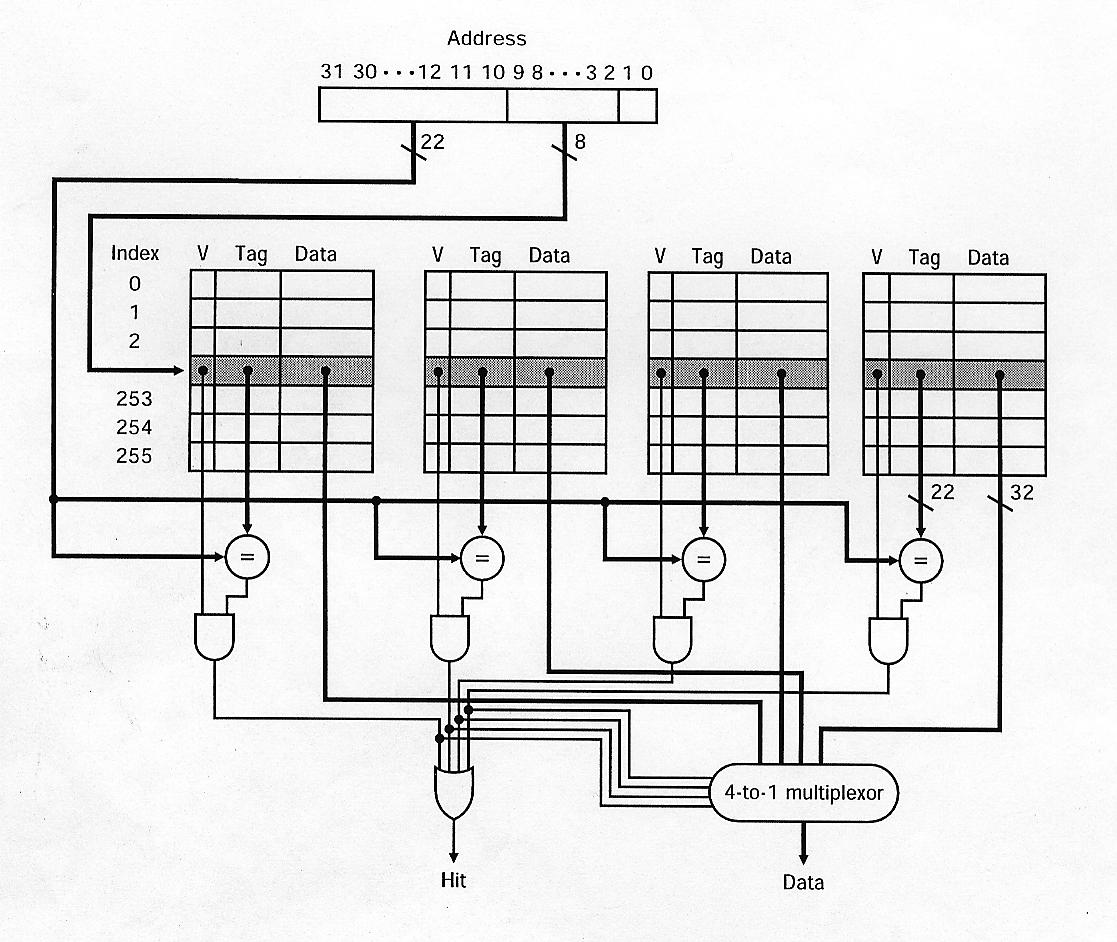 Address
31 30 ··· 12 11 10 9 8 ··· 3 2 1 0
22
8
Index V Tag Data V Tag Data V Tag Data V Tag Data
0
1
2
253
254
255
22 32
= = = =
4-to-1 multiplexor
Hit Data